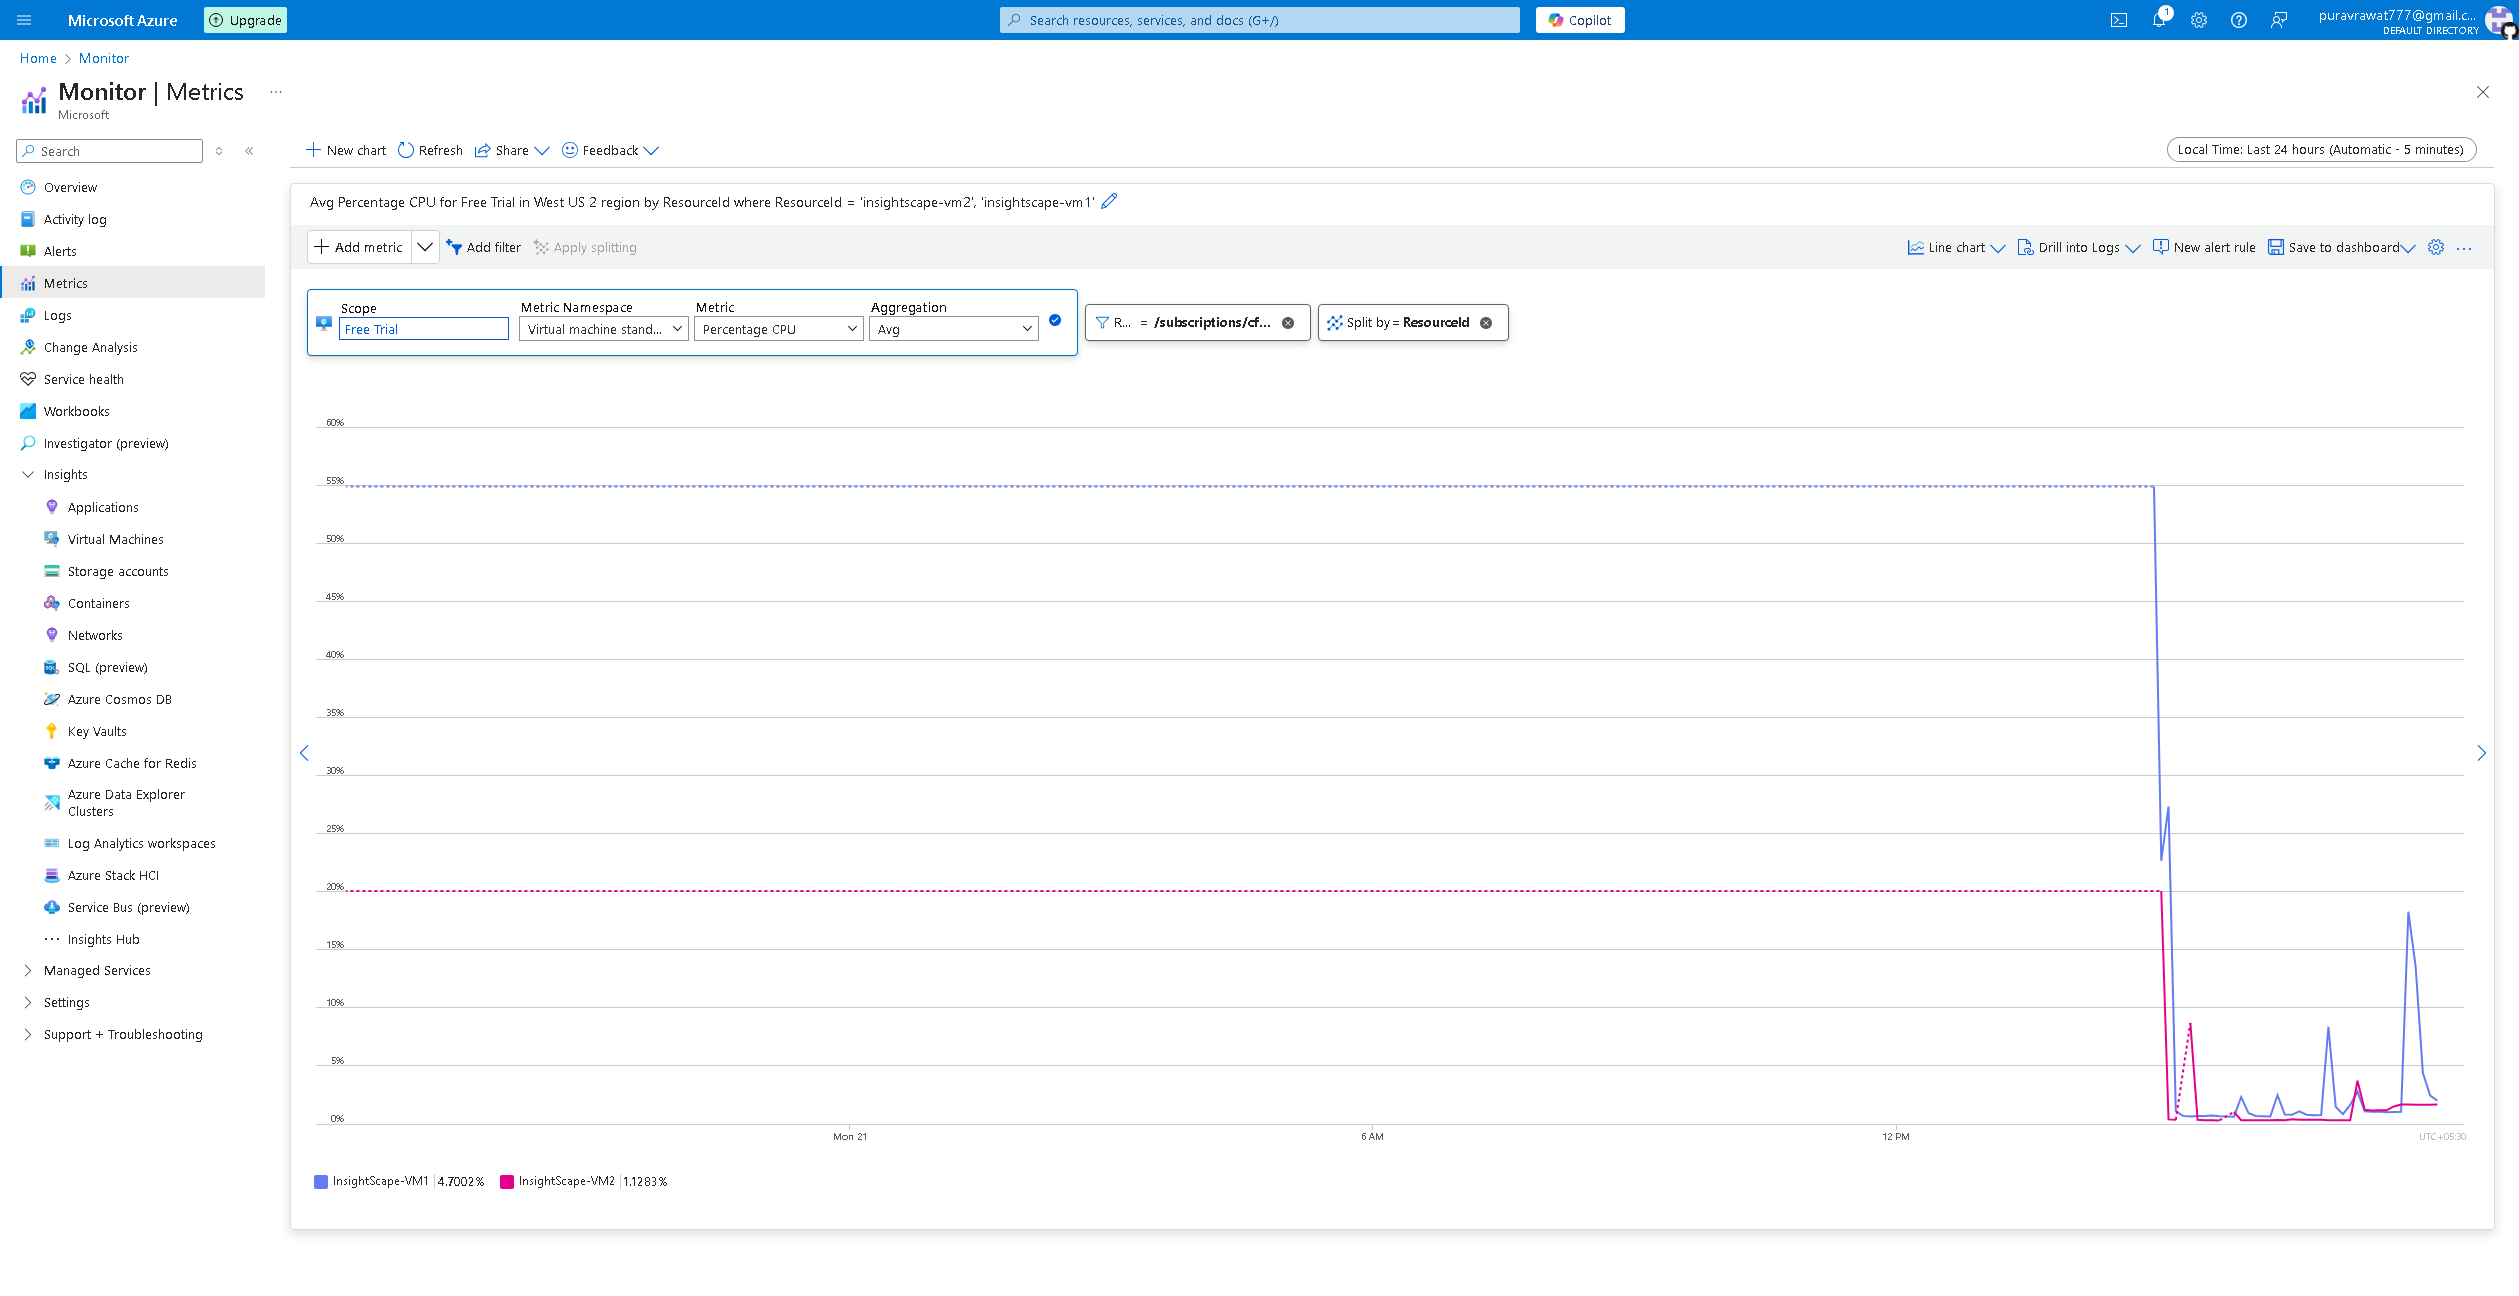 Microsoft Azure
Upgrade
Search resources, services, and docs (G+/)
Copilot
1
puravrawat777@gmail.c...
DEFAULT DIRECTORY
Home > Monitor
Monitor | Metrics ...
Microsoft
Search
Overview
Activity log
Alerts
Metrics
Logs
Change Analysis
Service health
Workbooks
Investigator (preview)
Insights
Applications
Virtual Machines
Storage accounts
Containers
Networks
SQL (preview)
Azure Cosmos DB
Key Vaults
Azure Cache for Redis
Azure Data Explorer
Clusters
Log Analytics workspaces
Azure Stack HCI
Service Bus (preview)
Insights Hub
Managed Services
Settings
Support + Troubleshooting
New chart Refresh Share Feedback
Local Time: Last 24 hours (Automatic - 5 minutes)
Avg Percentage CPU for Free Trial in West US 2 region by ResourceId where ResourceId = 'insightscape-vm2', 'insightscape-vm1'
Add metric Add filter Apply splitting
Line chart Drill into Logs New alert rule Save to dashboard ...
Scope Metric Namespace Metric Aggregation
Free Trial Virtual machine stand... Percentage CPU Avg
R... = /subscriptions/cf...
Split by = ResourceId
60%
55%
50%
45%
40%
35%
30%
25%
20%
15%
10%
5%
0%
Mon 21 6 AM 12 PM UTC+05:30
InsightScape-VM1 | 4.7002% InsightScape-VM2 | 1.1283%